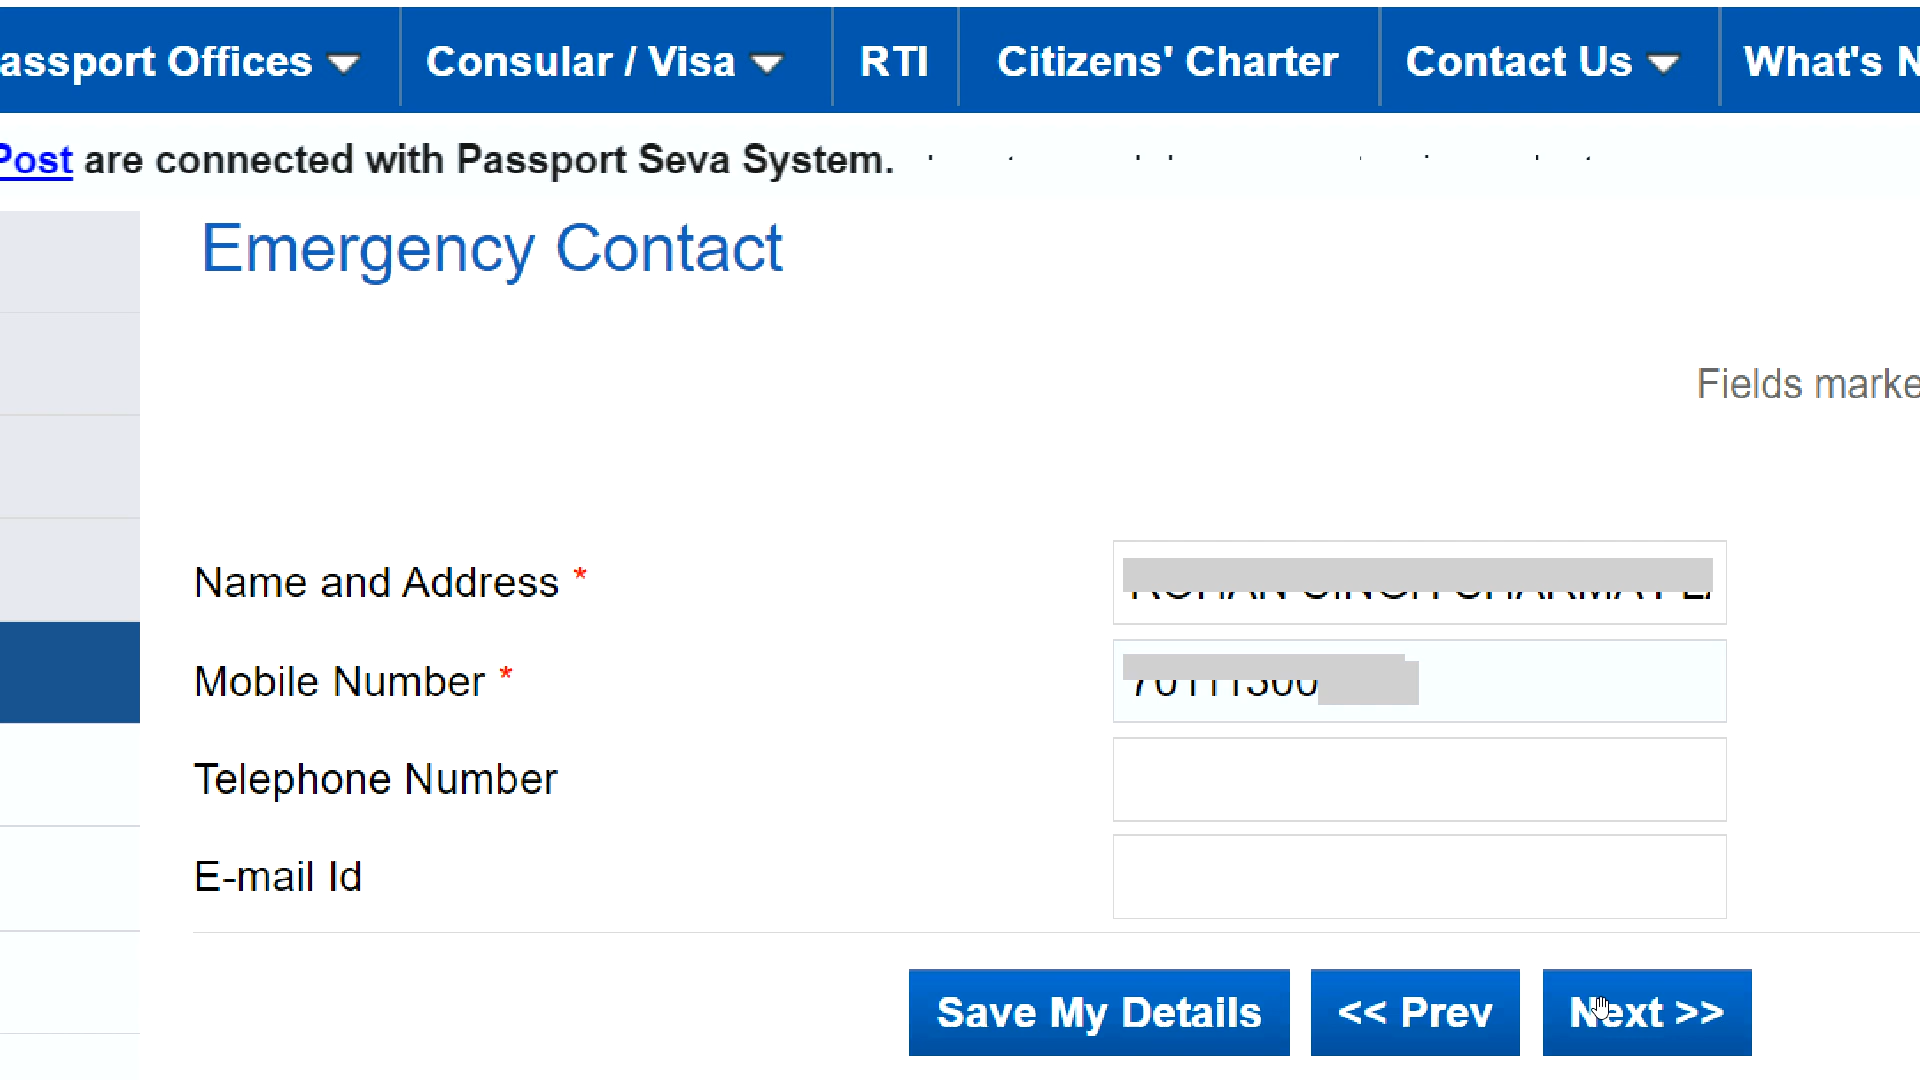 assport Offices
Consular / Visa
RTI
Citizens' Charter
Contact Us
What's N
Post are connected with Passport Seva System.
Emergency Contact
Fields marke
Name and Address *
Mobile Number *
Telephone Number
E-mail Id
Save My Details
<< Prev
Next >>